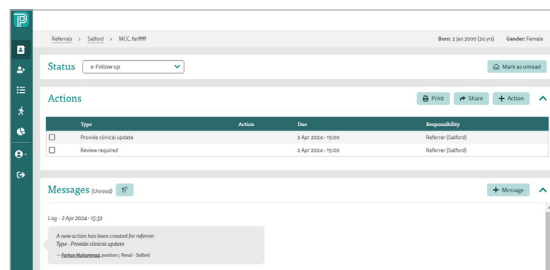 Referrals > Salford > MCC, farffff
Born: 2 Jan 2000 (24 yrs) Gender: Female
Status e-Follow up Mark as unread
Actions Print Share + Action
Type Action Due Responsibility
Provide clinical update 2 Apr 2024 - 15:00 Referrer (Salford)
Review required 2 Apr 2024 - 15:00 Referrer (Salford)
Messages (Unread) + Message
Log - 2 Apr 2024 - 15:32
A new action has been created for referrer:
Type - Provide clinical update
— Farhan Muhammad, position 1, Renal - Salford